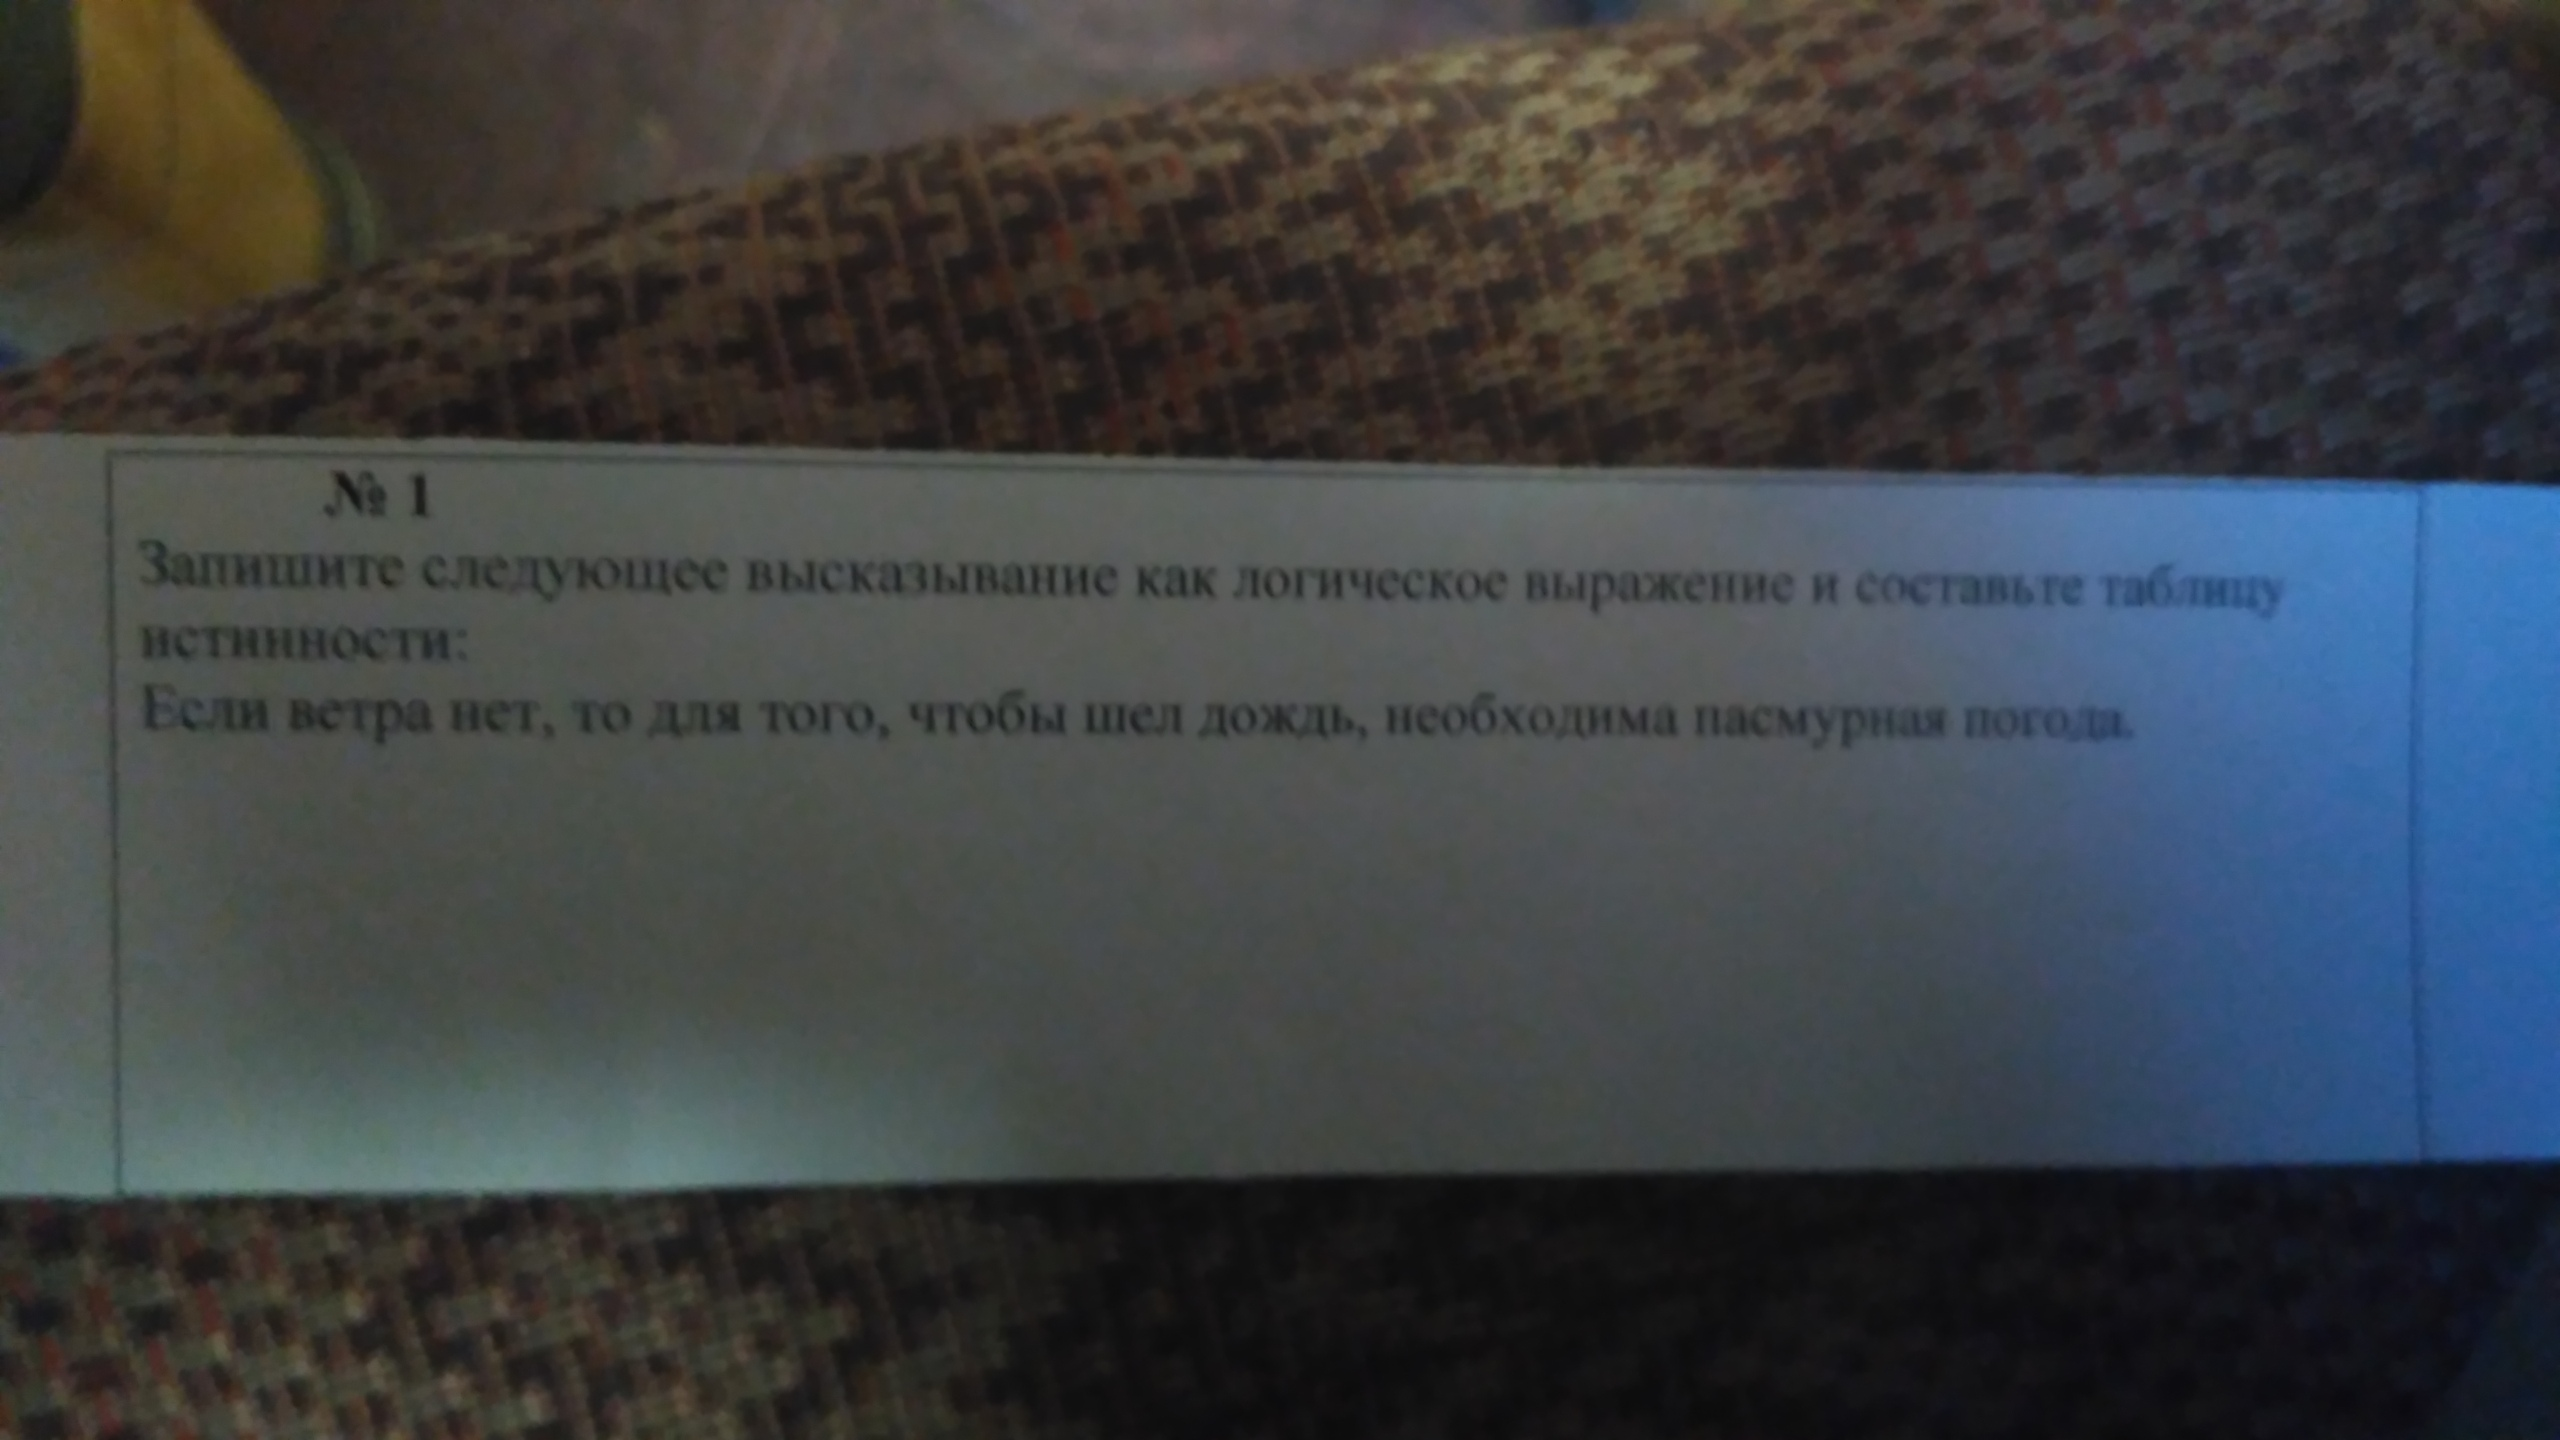 № 1
Запишите следующее высказывание как логическое выражение и составьте таблицу
истинности:
Если ветра нет, то для того, чтобы шел дождь, необходима пасмурная погода.